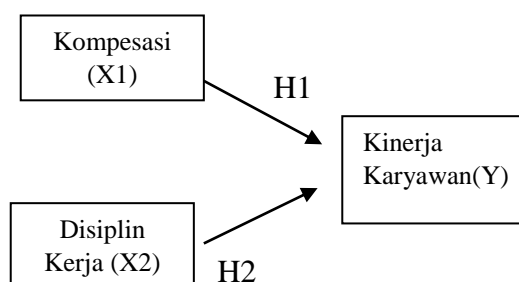 Kompesasi
(X1)
H1
Kinerja
Karyawan(Y)
Disiplin
Kerja (X2)
H2